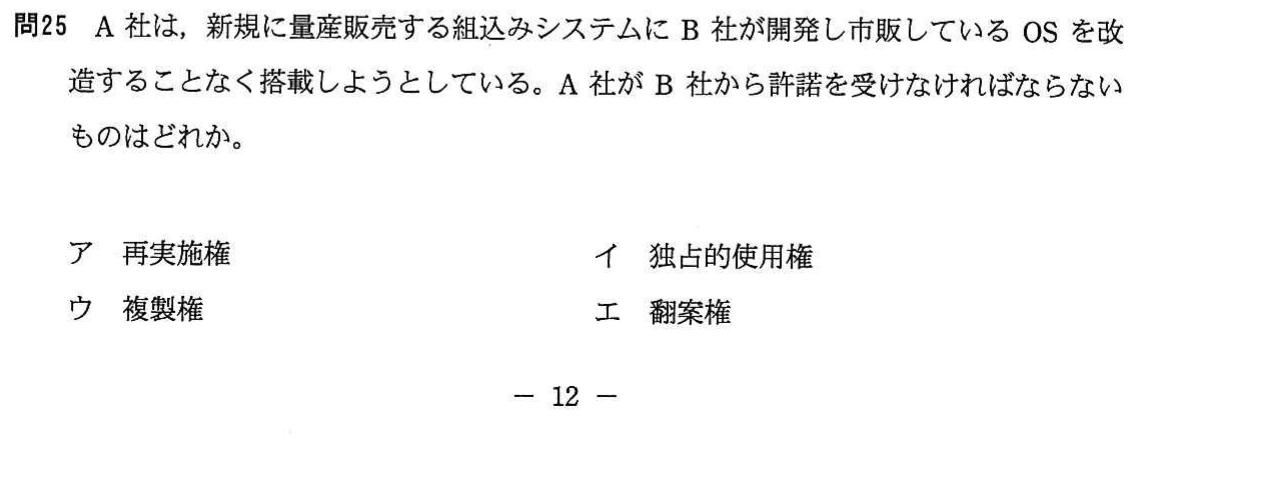 問25 A 社は，新規に量産販売する組込みシステムに B 社が開発し市販している OS を改
造することなく搭載しようとしている。A 社が B 社から許諾を受けなければならない
ものはどれか。
ア 再実施権 イ 独占的使用権
ウ 複製権 エ 翻案権
− 12 −